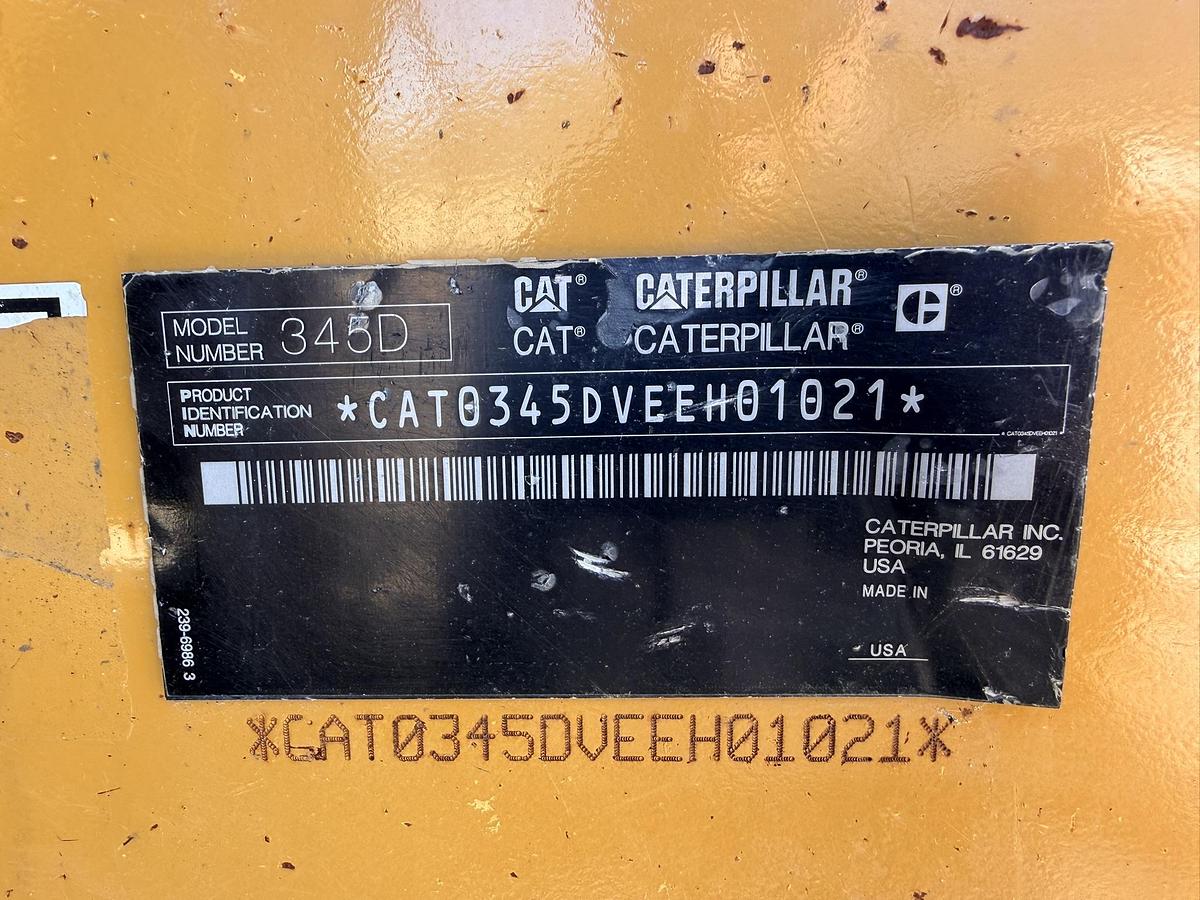 CAT® CATERPILLAR®
CAT® CATERPILLAR®
MODEL NUMBER 345D
PRODUCT IDENTIFICATION NUMBER *CAT0345DVEEH01021*
* CAT0345DVEEH01021
CATERPILLAR INC.
PEORIA, IL 61629
USA
MADE IN
USA
239-6986 3
*CAT0345DVEEH01021*